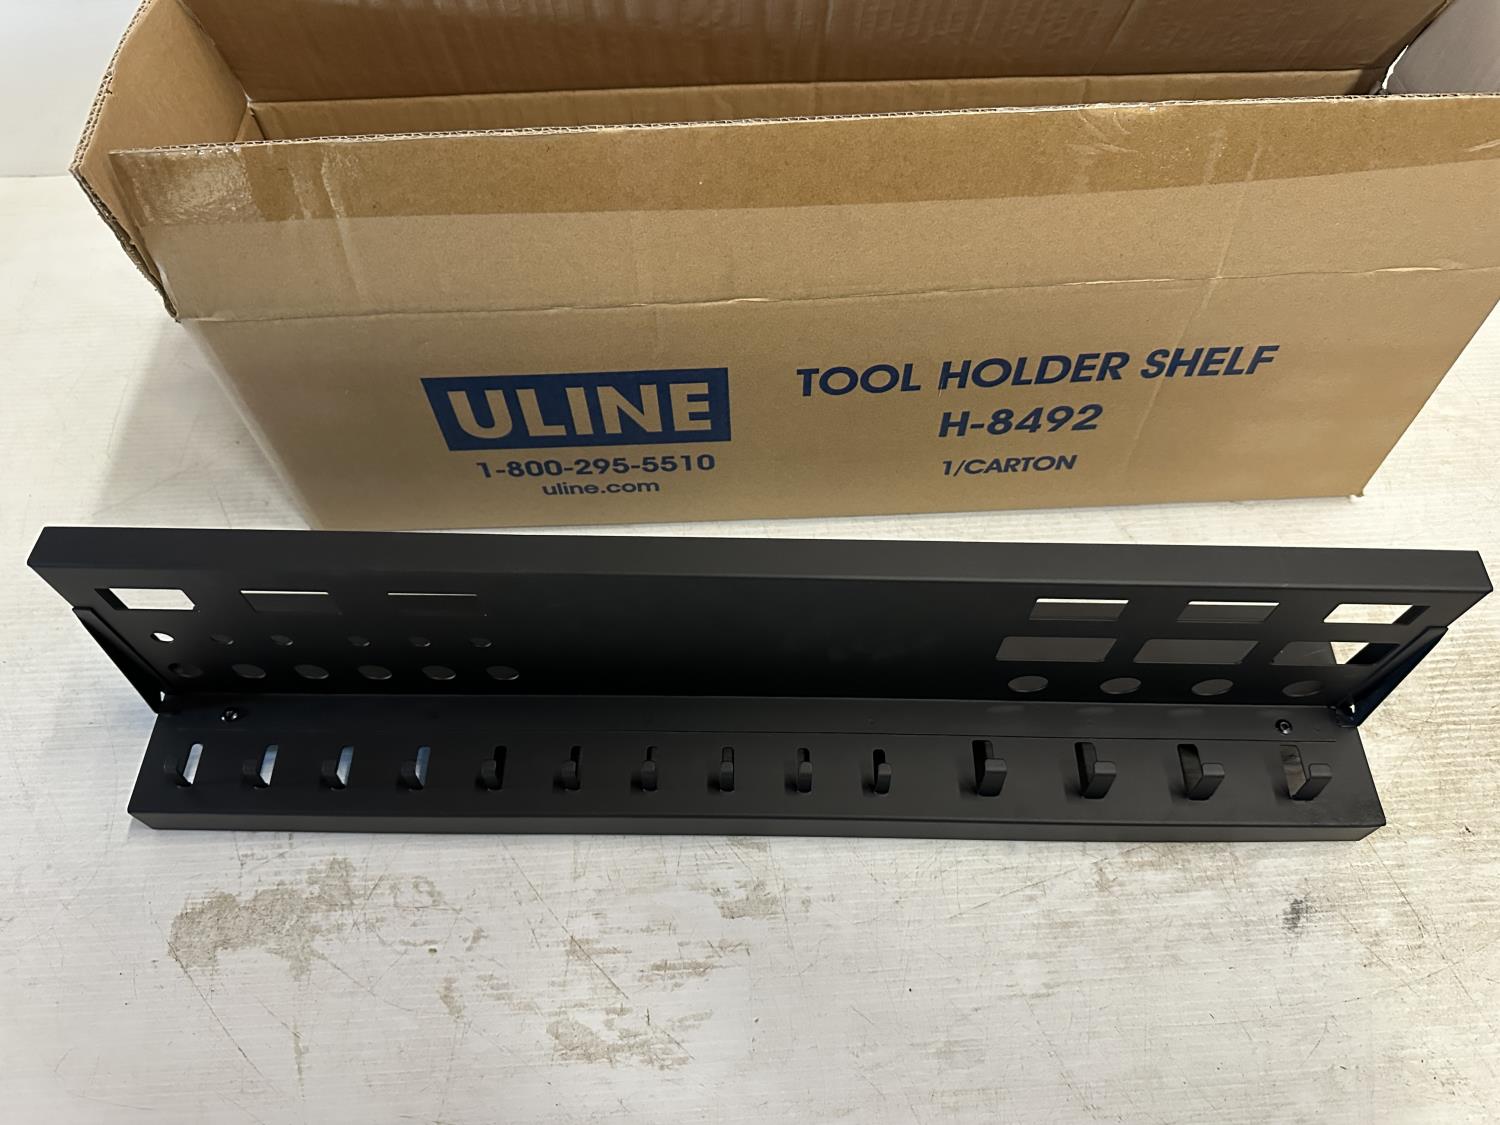 ULINE
1-800-295-5510
uline.com
TOOL HOLDER SHELF
H-8492
1/CARTON